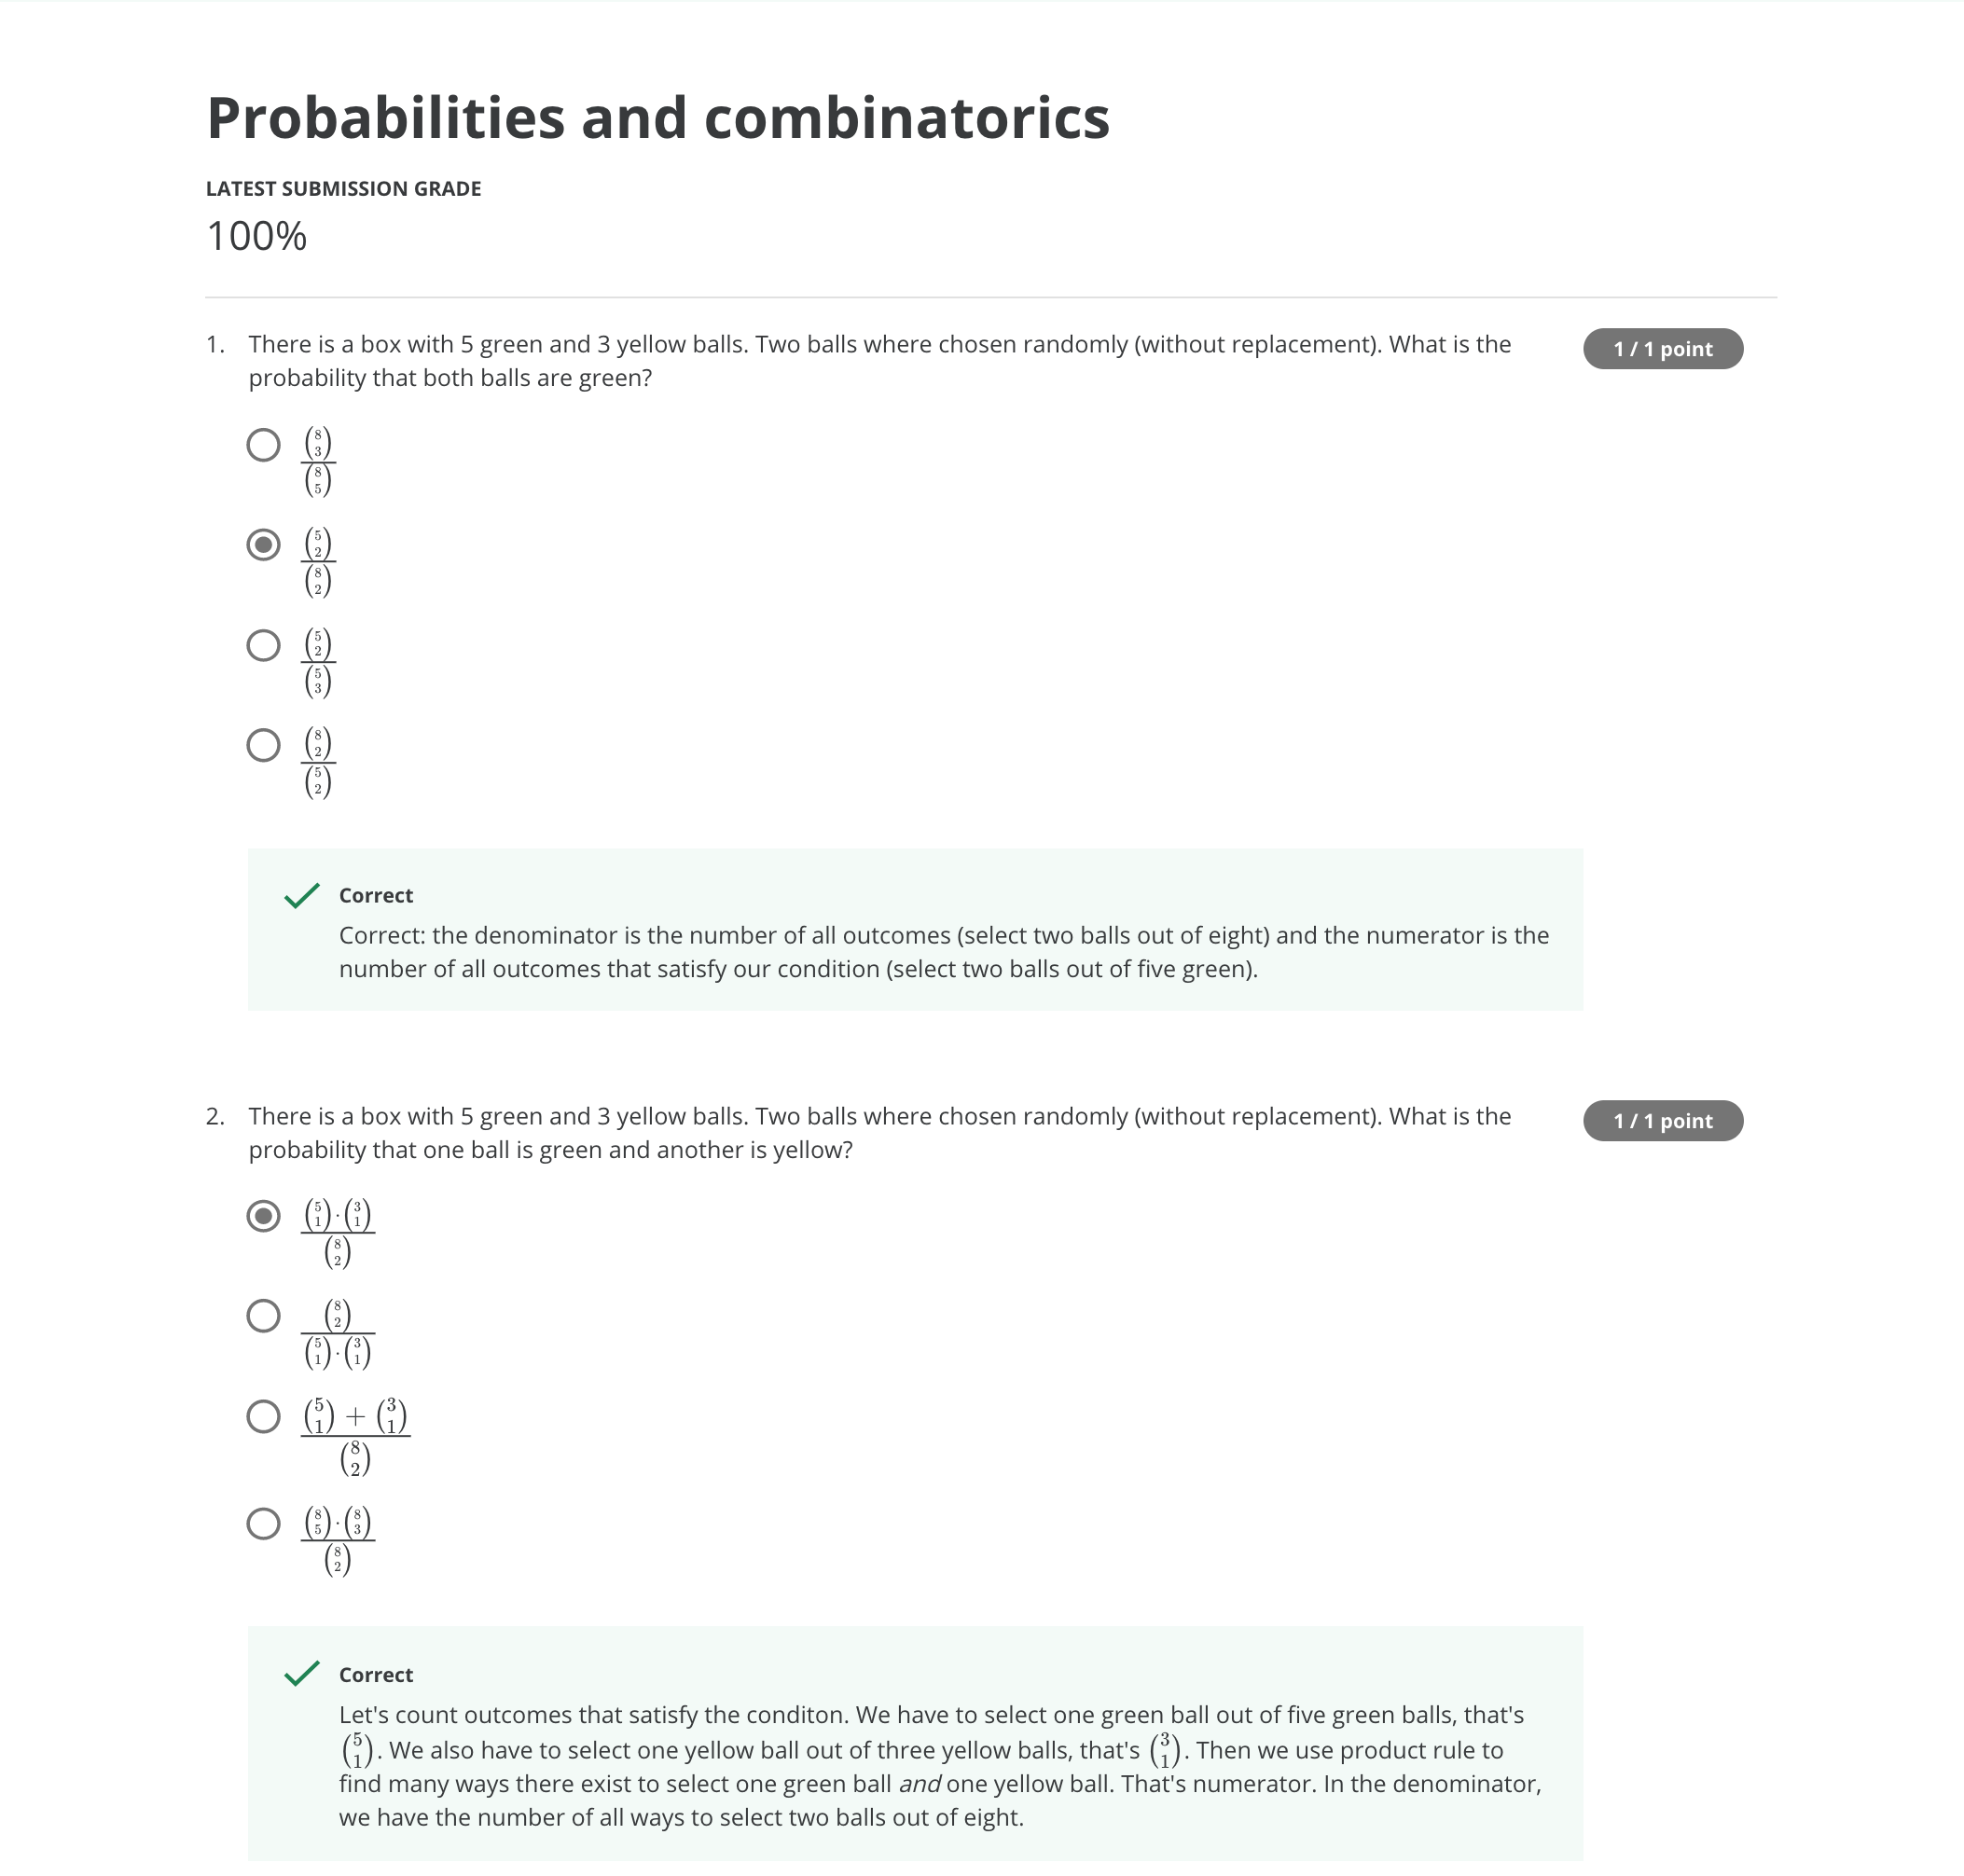 Probabilities and combinatorics
LATEST SUBMISSION GRADE
100%
1. There is a box with 5 green and 3 yellow balls. Two balls where chosen randomly (without replacement). What is the
probability that both balls are green?
1 / 1 point
$\frac{\binom{8}{3}}{\binom{8}{5}}$
$\frac{\binom{5}{2}}{\binom{8}{2}}$
$\frac{\binom{5}{2}}{\binom{5}{3}}$
$\frac{\binom{8}{2}}{\binom{5}{2}}$
Correct
Correct: the denominator is the number of all outcomes (select two balls out of eight) and the numerator is the
number of all outcomes that satisfy our condition (select two balls out of five green).
2. There is a box with 5 green and 3 yellow balls. Two balls where chosen randomly (without replacement). What is the
probability that one ball is green and another is yellow?
1 / 1 point
$\frac{\binom{5}{1} \cdot \binom{3}{1}}{\binom{8}{2}}$
$\frac{\binom{8}{2}}{\binom{5}{1} \cdot \binom{3}{1}}$
$\frac{\binom{5}{1} + \binom{3}{1}}{\binom{8}{2}}$
$\frac{\binom{8}{5} \cdot \binom{8}{3}}{\binom{8}{2}}$
Correct
Let's count outcomes that satisfy the conditon. We have to select one green ball out of five green balls, that's
$\binom{5}{1}$. We also have to select one yellow ball out of three yellow balls, that's $\binom{3}{1}$. Then we use product rule to
find many ways there exist to select one green ball and one yellow ball. That's numerator. In the denominator,
we have the number of all ways to select two balls out of eight.